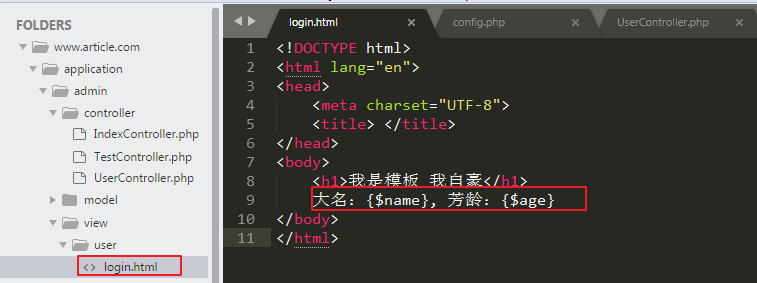 FOLDERS
www.article.com
application
admin
controller
IndexController.php
TestController.php
UserController.php
model
view
user
<> login.html
login.html × config.php × UserController.php
1 <!DOCTYPE html>
2 <html lang="en">
3 <head>
4 <meta charset="UTF-8">
5 <title> </title>
6 </head>
7 <body>
8 <h1>我是模板 我自豪</h1>
9 大名：{$name}, 芳龄：{$age}
10 </body>
11 </html>